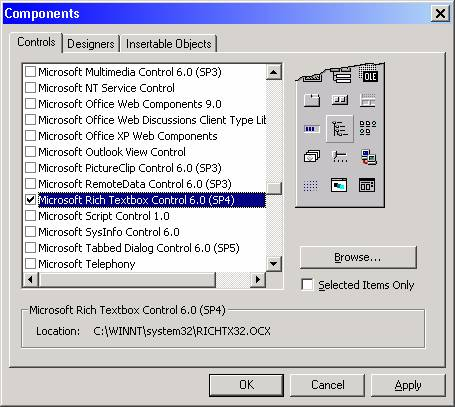 Components
Controls Designers Insertable Objects
Microsoft Multimedia Control 6.0 (SP3)
Microsoft NT Service Control
Microsoft Office Web Components 9.0
Microsoft Office Web Discussions Client Type Lib
Microsoft Office XP Web Components
Microsoft Outlook View Control
Microsoft PictureClip Control 6.0 (SP3)
Microsoft RemoteData Control 6.0 (SP3)
Microsoft Rich Textbox Control 6.0 (SP4)
Microsoft Script Control 1.0
Microsoft SysInfo Control 6.0
Microsoft Tabbed Dialog Control 6.0 (SP5)
Microsoft Telephony
OLE
Browse...
Selected Items Only
Microsoft Rich Textbox Control 6.0 (SP4)
Location: C:\WINNT\system32\RICHTX32.OCX
OK Cancel Apply